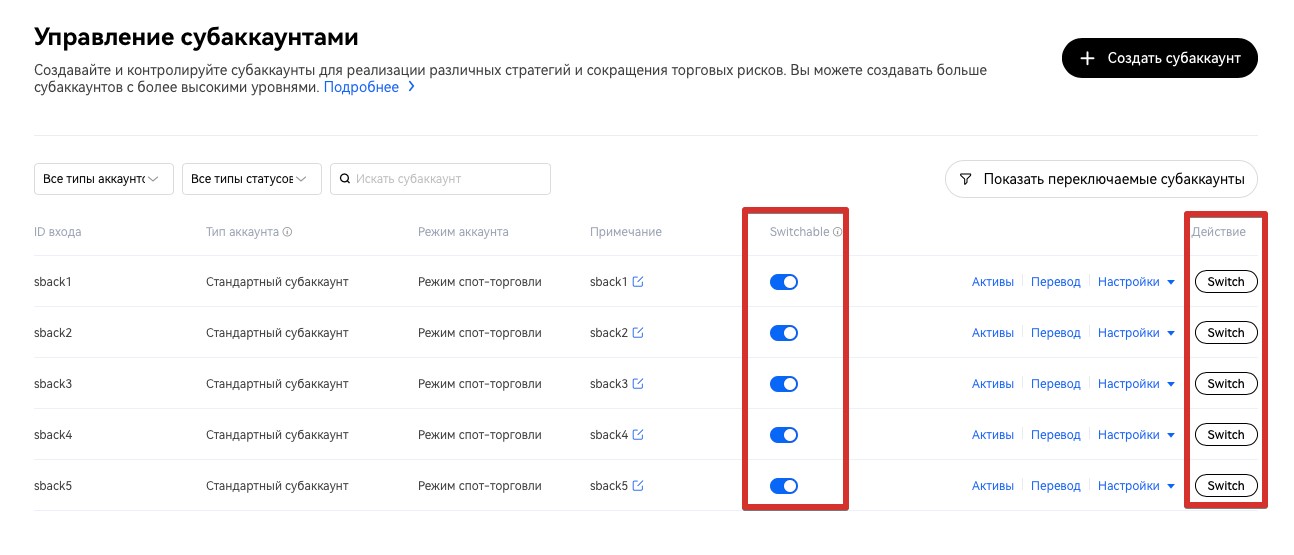 Управление субаккаунтами
Создавайте и контролируйте субаккаунты для реализации различных стратегий и сокращения торговых рисков. Вы можете создавать больше
субаккаунтов с более высокими уровнями. Подробнее
Создать субаккаунт
Все типы аккаунтс Все типы статусов Искать субаккаунт Показать переключаемые субаккаунты
ID входа Тип аккаунта Режим аккаунта Примечание Switchable Действие
sback1 Стандартный субаккаунт Режим спот-торговли sback1 Активы Перевод Настройки Switch
sback2 Стандартный субаккаунт Режим спот-торговли sback2 Активы Перевод Настройки Switch
sback3 Стандартный субаккаунт Режим спот-торговли sback3 Активы Перевод Настройки Switch
sback4 Стандартный субаккаунт Режим спот-торговли sback4 Активы Перевод Настройки Switch
sback5 Стандартный субаккаунт Режим спот-торговли sback5 Активы Перевод Настройки Switch